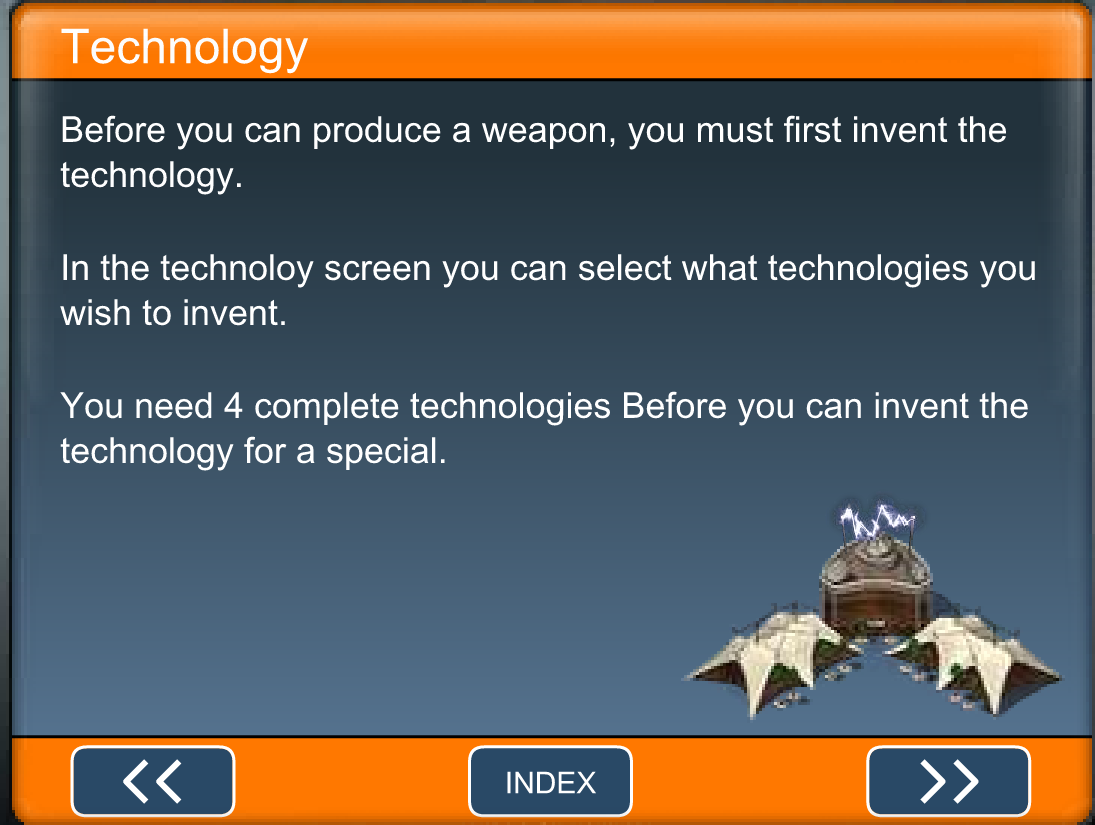 Technology
Before you can produce a weapon, you must first invent the
technology.
In the technoloy screen you can select what technologies you
wish to invent.
You need 4 complete technologies Before you can invent the
technology for a special.
INDEX